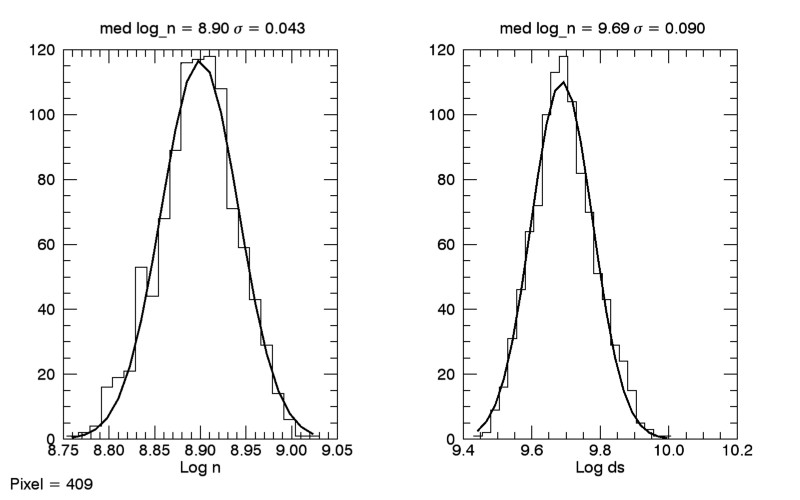 med log_n = 8.90 σ = 0.043
120
100
80
60
40
20
0
8.75 8.80 8.85 8.90 8.95 9.00 9.05
Log n
med log_n = 9.69 σ = 0.090
120
100
80
60
40
20
0
9.4 9.6 9.8 10.0 10.2
Log ds
Pixel = 409